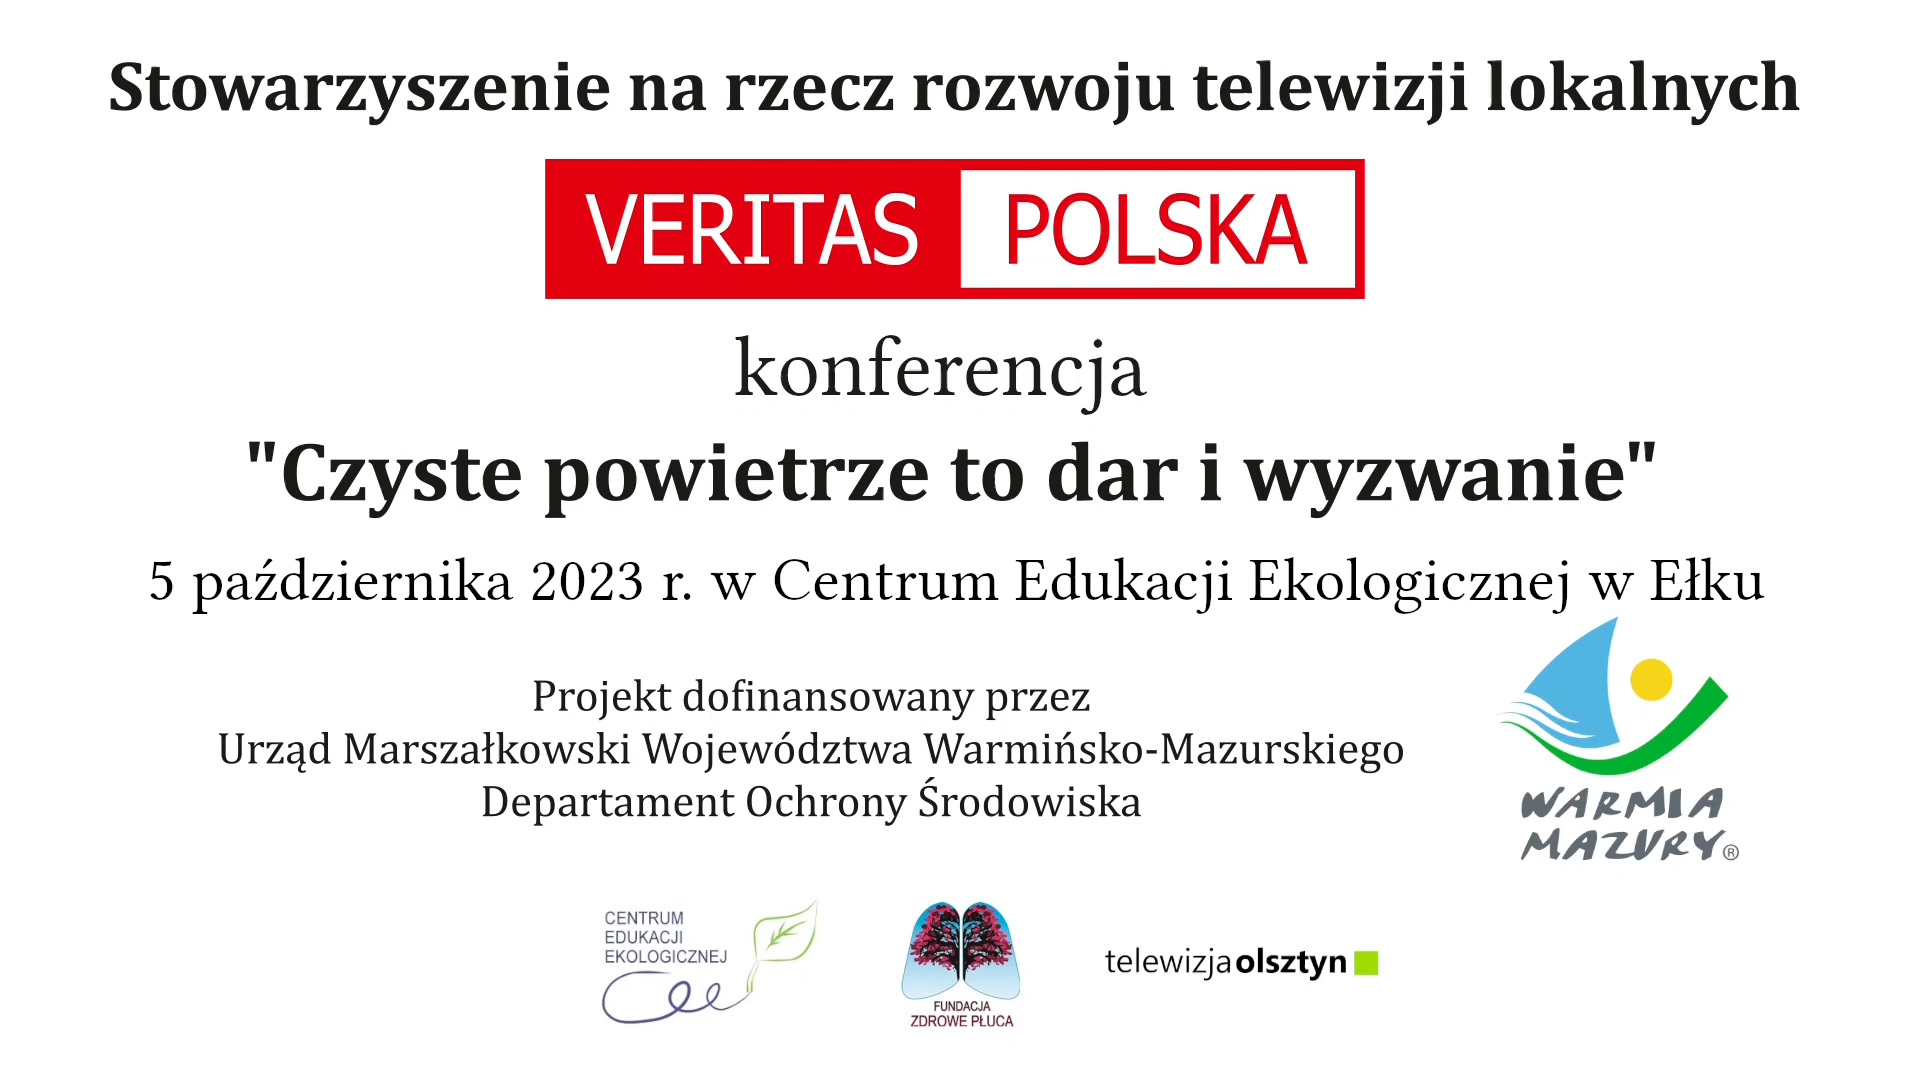 Stowarzyszenie na rzecz rozwoju telewizji lokalnych
VERITAS POLSKA
konferencja
"Czyste powietrze to dar i wyzwanie"
5 października 2023 r. w Centrum Edukacji Ekologicznej w Ełku
Projekt dofinansowany przez
Urząd Marszałkowski Województwa Warmińsko-Mazurskiego
Departament Ochrony Środowiska
WARMIA
MAZURY®
CENTRUM
EDUKACJI
EKOLOGICZNEJ
cee
FUNDACJA
ZDROWE PŁUCA
telewizjaolsztyn